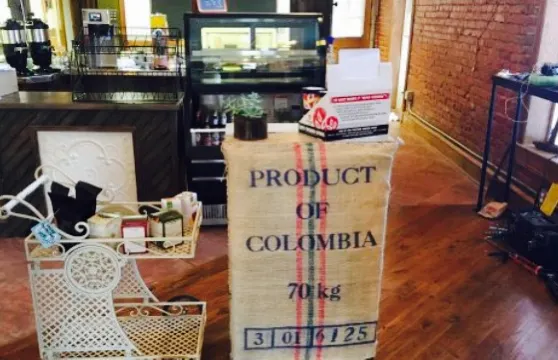 PRODUCT
OF
COLOMBIA
70 kg
3 01 6125